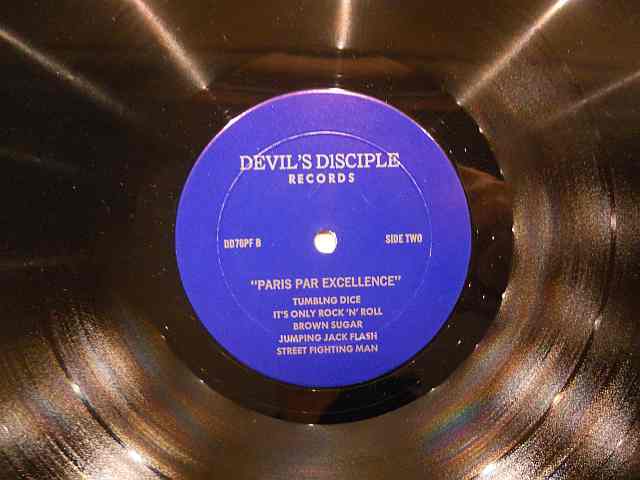 DEVIL'S DISCIPLE
RECORDS
DD76PF B
SIDE TWO
"PARIS PAR EXCELLENCE"
TUMBLNG DICE
IT'S ONLY ROCK 'N' ROLL
BROWN SUGAR
JUMPING JACK FLASH
STREET FIGHTING MAN